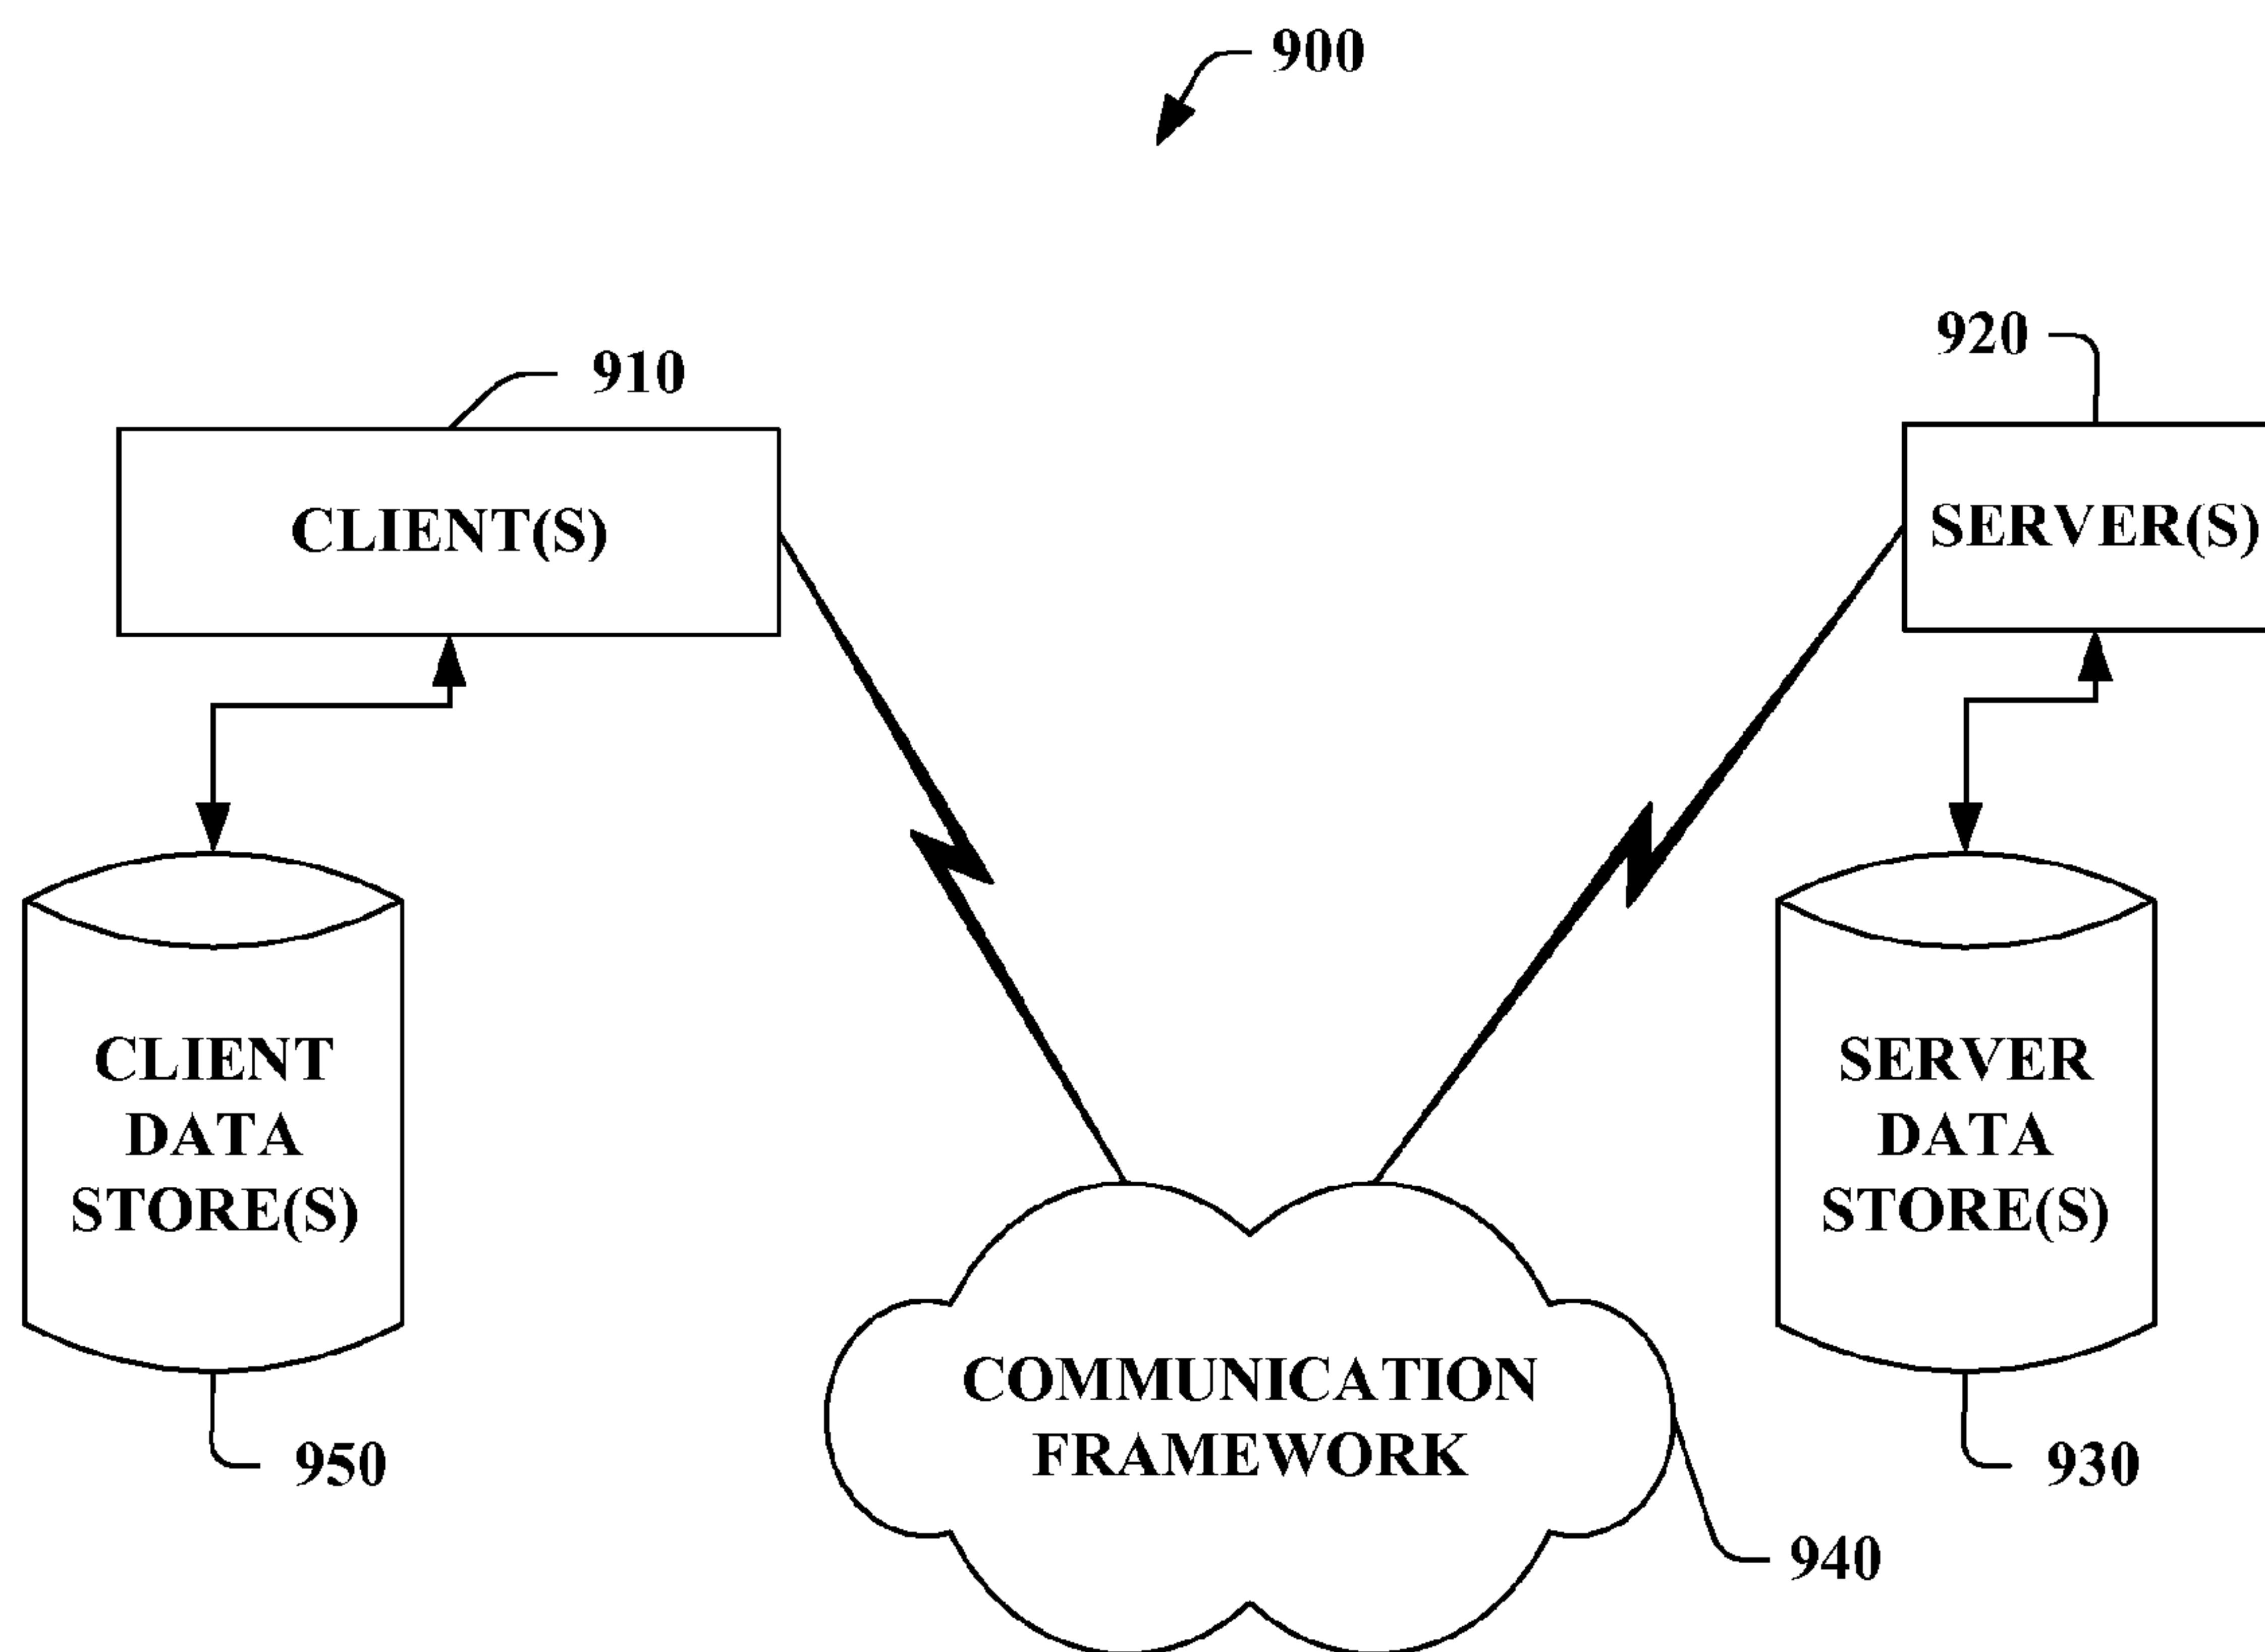 900
920
910
CLIENT(S)
SERVER(S)
CLIENT
DATA
STORE(S)
SERVER
DATA
STORE(S)
COMMUNICATION
FRAMEWORK
950
930
940